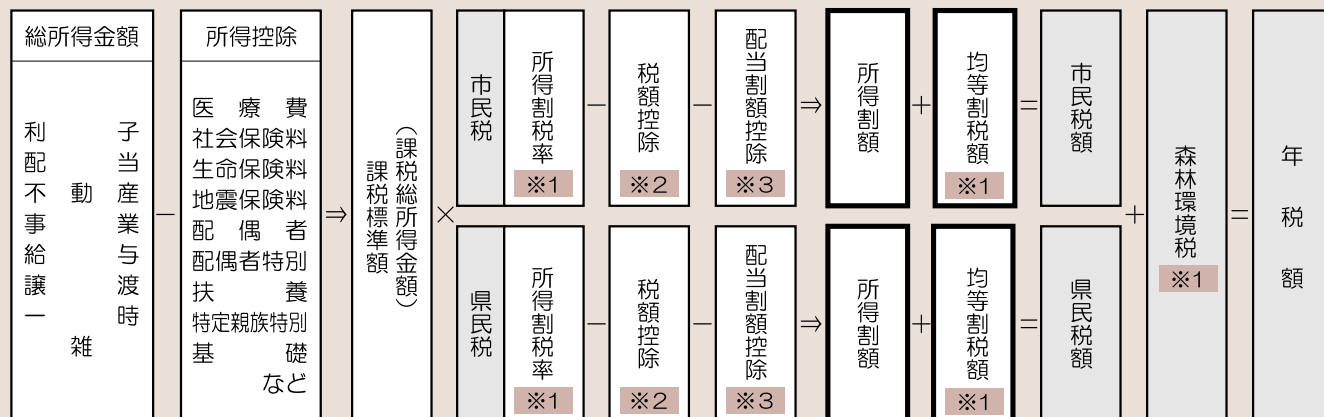 総所得金額
利子
配当
不動産
事業
給与
譲渡
一時
雑
－
所得控除
医療費
社会保険料
生命保険料
地震保険料
配偶者
配偶者特別
扶養
特定親族特別
基礎
など
⇒
課税標準額
（課税総所得金額）
×
市民税
所得割税率
※1
－
税額控除
※2
－
配当割額控除
※3
⇒
所得割額
＋
均等割税額
※1
＝
市民税額
県民税
所得割税率
※1
－
税額控除
※2
－
配当割額控除
※3
⇒
所得割額
＋
均等割税額
※1
＝
県民税額
＋
森林環境税
※1
＝
年税額